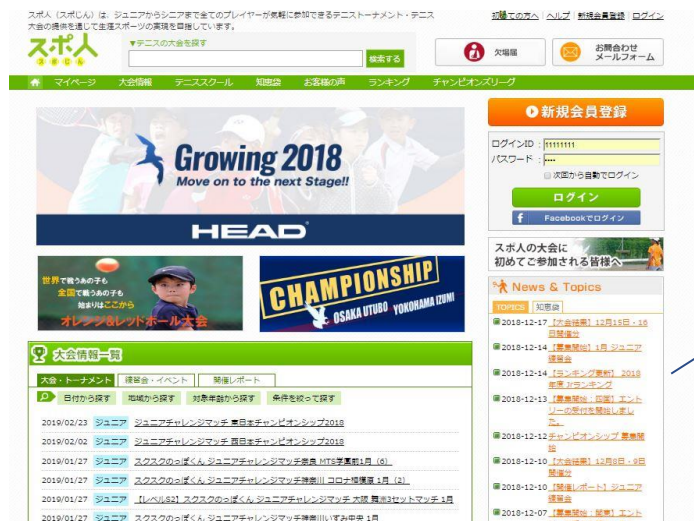 スポ人（スポじん）は、ジュニアからシニアまで全てのプレイヤーが気軽に参加できるテニストーナメント・テニス
大会の提供を通じて生涯スポーツの実現を目指しています。
初めての方へ ヘルプ 新規会員登録 ログイン
スポ人
スポじん
▼テニスの大会を探す
検索する
欠場届
お問合わせ
メールフォーム
マイページ 大会情報 テニススクール 知恵袋 お客様の声 ランキング チャンピオンズリーグ
Growing 2018
Move on to the next Stage!!
HEAD
世界で戦うあの子も
全国で戦うあの子も
始まりはここから
オレンジ&レッドボール大会
CHAMPIONSHIP
OSAKA UTUBO YOKOHAMA IZUMI
新規会員登録
ログインID : 11111111
パスワード : ••••
次回から自動でログイン
ログイン
f Facebookでログイン
スポ人の大会に
初めてご参加される皆様へ
News & Topics
TOPICS 知恵袋
2018-12-17 【大会結果】12月15日・16
日開催分
2018-12-14 【募集開始】1月 ジュニア
練習会
2018-12-14 【ランキング更新】 2018
年度 Jrランキング
2018-12-13 【募集開始：四国】エント
リーの受付を開始しまし
た。
2018-12-12 チャンピオンシップ 募集開
始
2018-12-10 【大会結果】12月8日・9日
開催分
2018-12-10 【開催レポート】ジュニア
練習会
2018-12-07 【募集開始：関東】エント
大会情報一覧
大会・トーナメント 練習会・イベント 開催レポート
日付から探す 地域から探す 対象年齢から探す 条件を絞って探す
2019/02/23 ジュニア ジュニアチャレンジマッチ 東日本チャンピオンシップ2018
2019/02/02 ジュニア ジュニアチャレンジマッチ 西日本チャンピオンシップ2018
2019/01/27 ジュニア スクスクのっぽくん ジュニアチャレンジマッチ奈良 MTS学園前1月（6）
2019/01/27 ジュニア スクスクのっぽくん ジュニアチャレンジマッチ神奈川 コロナ相模原 1月（2）
2019/01/27 ジュニア 【レベルS2】スクスクのっぽくん ジュニアチャレンジマッチ 大阪 舞洲3セットマッチ 1月
2019/01/27 ジュニア スクスクのっぽくん ジュニアチャレンジマッチ神奈川いずみ中央 1月